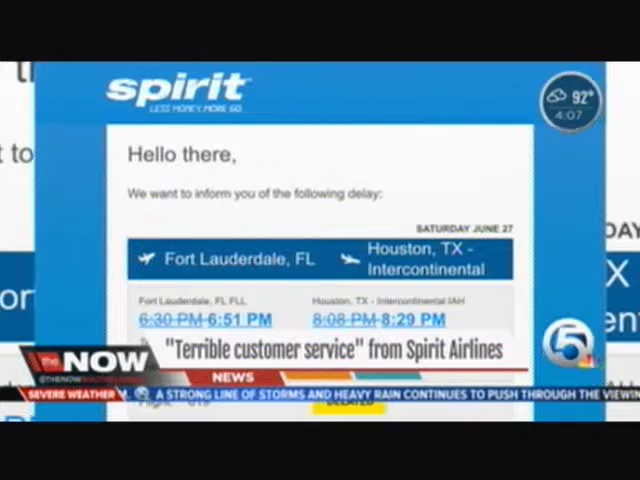 spirit
LESS MONEY. MORE GO.
92°
4:07
Hello there,
We want to inform you of the following delay:
SATURDAY JUNE 27
Fort Lauderdale, FL
Houston, TX -
Intercontinental
Fort Lauderdale, FL FLL
Houston, TX - Intercontinental IAH
6:30 PM 6:51 PM
8:08 PM 8:29 PM
"Terrible customer service" from Spirit Airlines
the NOW
5
NEWS
SEVERE WEATHER
A STRONG LINE OF STORMS AND HEAVY RAIN CONTINUES TO PUSH THROUGH THE VIEWIN